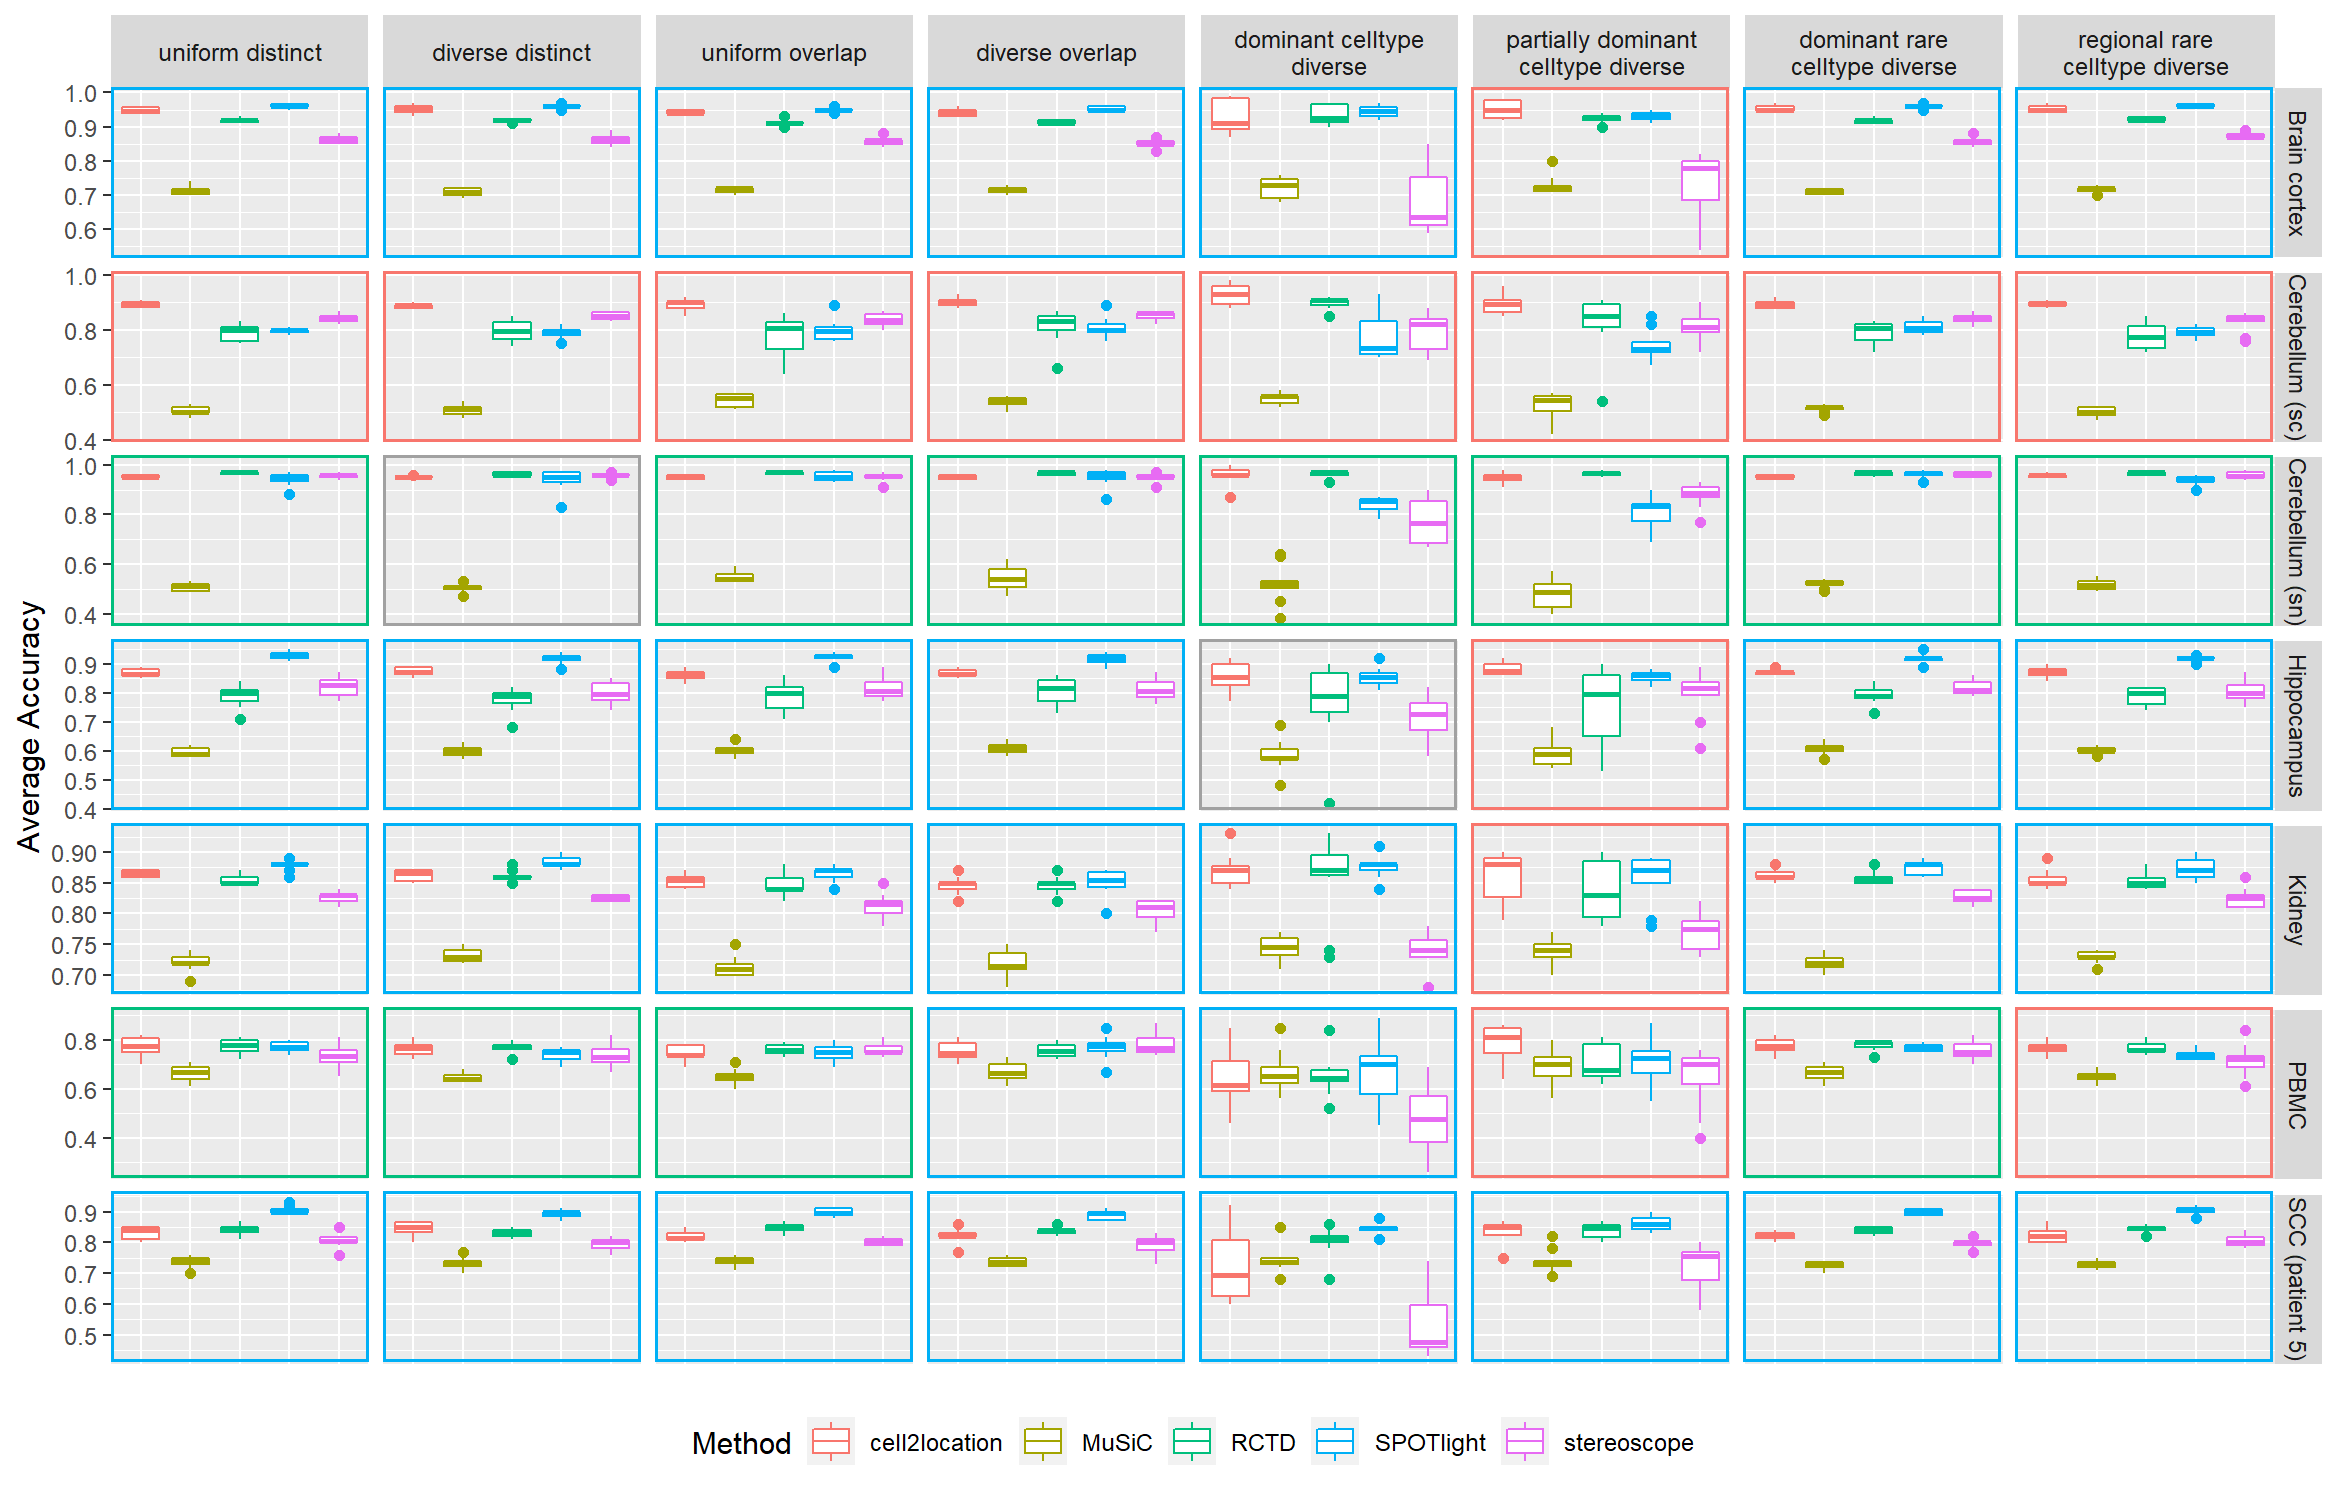 uniform distinct
diverse distinct
uniform overlap
diverse overlap
dominant celltype
diverse
partially dominant
celltype diverse
dominant rare
celltype diverse
regional rare
celltype diverse
1.0
0.9
0.8
0.7
0.6
Brain cortex
1.0
0.8
0.6
0.4
Cerebellum (sc)
1.0
0.8
0.6
0.4
Cerebellum (sn)
0.9
0.8
0.7
0.6
0.5
0.4
Hippocampus
0.90
0.85
0.80
0.75
0.70
Kidney
0.8
0.6
0.4
PBMC
0.9
0.8
0.7
0.6
0.5
SCC (patient 5)
Average Accuracy
Method
cell2location
MuSiC
RCTD
SPOTlight
stereoscope